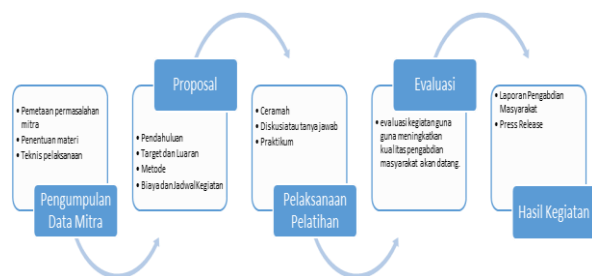 • Pemetaan permasalahan
mitra
• Penentuan materi
• Teknis pelaksanaan
Pengumpulan
Data Mitra
Proposal
• Pendahuluan
• Target dan Luaran
• Metode
• Biaya dan Jadwal Kegiatan
• Ceramah
• Diskusi atau tanya jawab
• Praktikum
Pelaksanaan
Pelatihan
Evaluasi
• evaluasi kegiatan guna
guna meningkatkan
kualitas pengabdian
masyarakat akan datang.
• Laporan Pengabdian
Masyarakat
• Press Release
Hasil Kegiatan